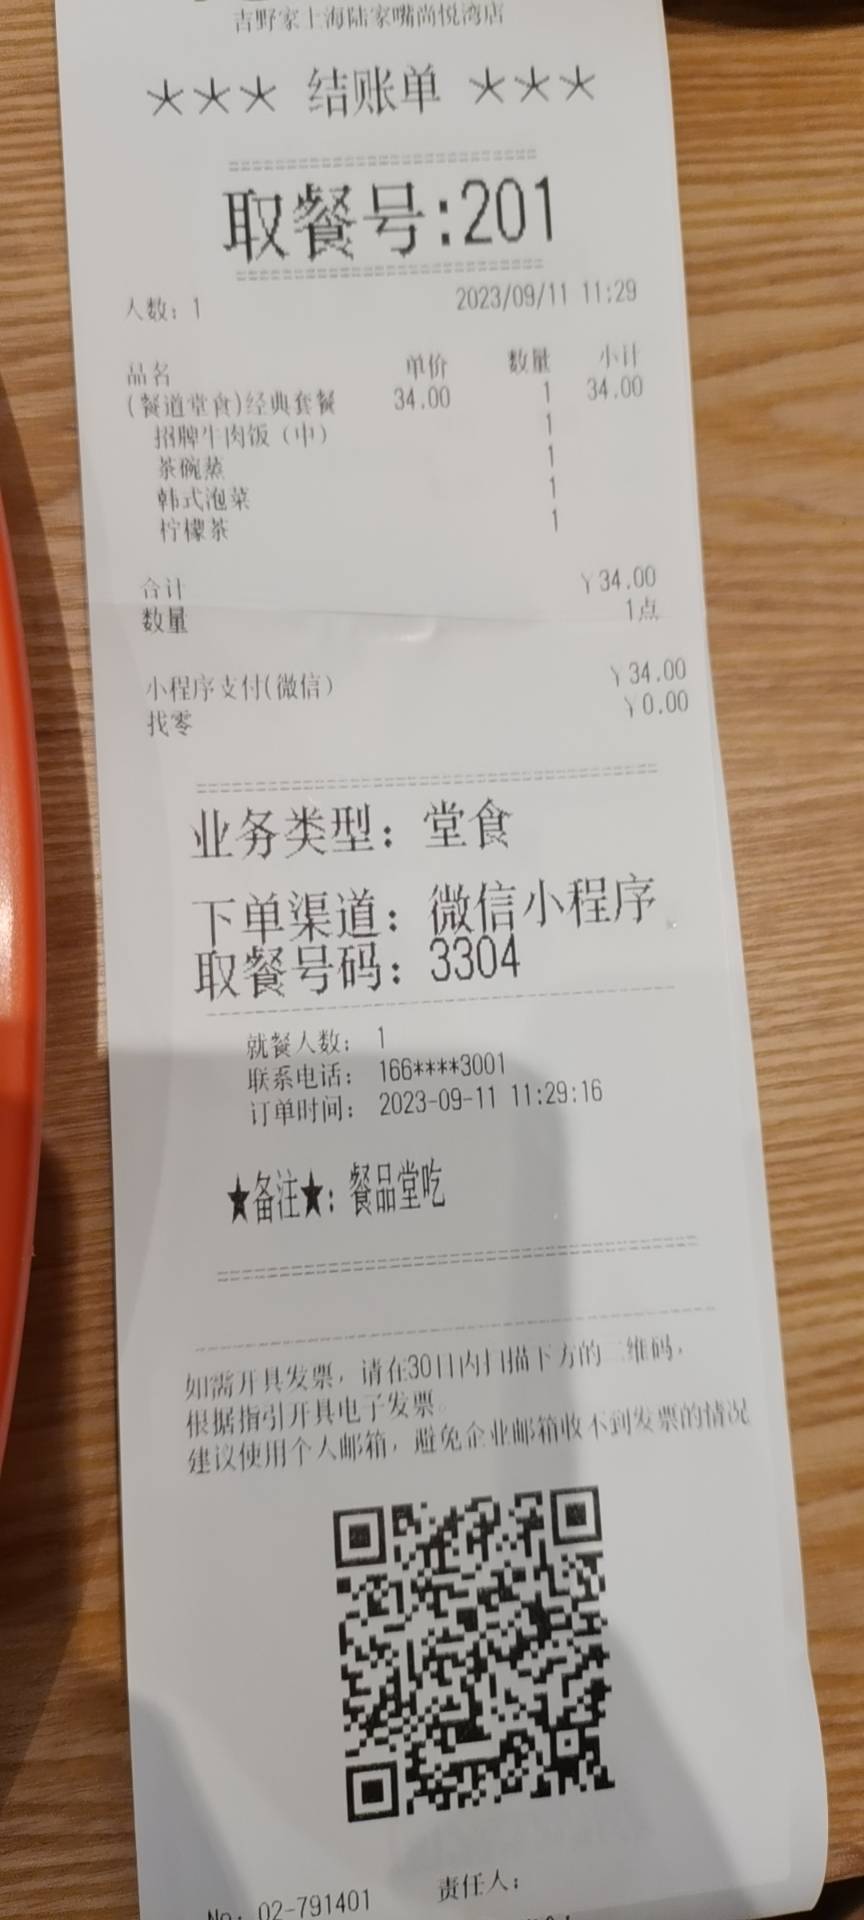 吉野家上海陆家嘴尚悦湾店
*** 结账单 ***
取餐号:201
人数: 1 2023/09/11 11:29
品名 单价 数量 小计
(餐道堂食)经典套餐 34.00 1 34.00
招牌牛肉饭（中） 1
茶碗蒸 1
韩式泡菜 1
柠檬茶 1
合计 ¥34.00
数量 1点
小程序支付(微信) ¥34.00
找零 ¥0.00
业务类型: 堂食
下单渠道: 微信小程序
取餐号码: 3304
就餐人数: 1
联系电话: 166****3001
订单时间: 2023-09-11 11:29:16
★备注★: 餐品堂吃
如需开具发票，请在30日内扫描下方的二维码，
根据指引开具电子发票。
建议使用个人邮箱，避免企业邮箱收不到发票的情况
No: 02-791401 责任人: